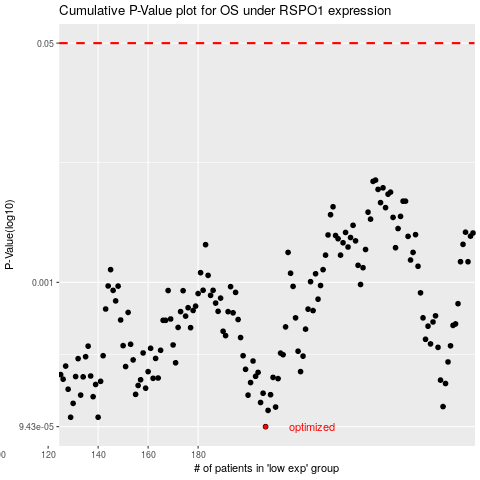 Cumulative P-Value plot for OS under RSPO1 expression
0.05
P-Value(log10)
0.001
9.43e-05
optimized
00 120 140 160 180
# of patients in 'low exp' group